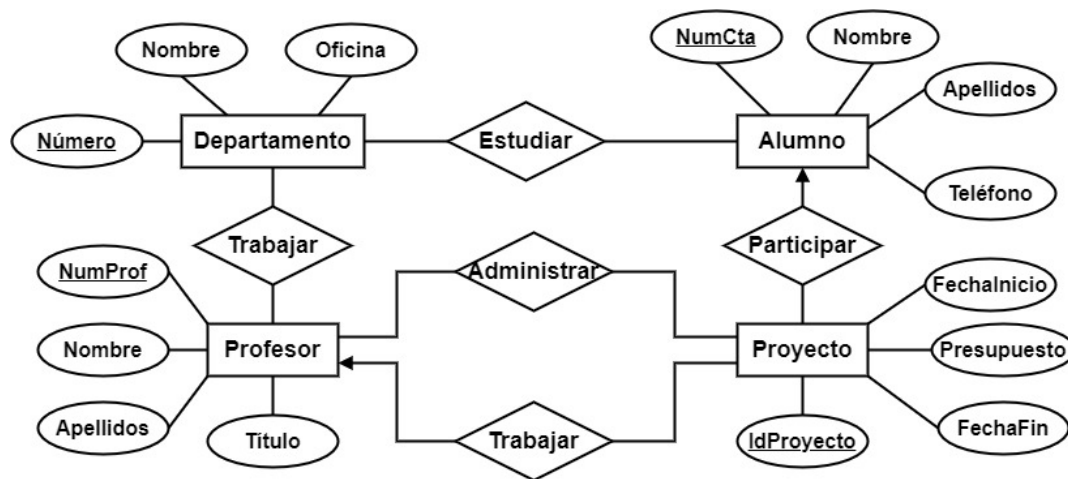 Nombre
Oficina
NumCta
Nombre
Apellidos
Número
Departamento
Estudiar
Alumno
Teléfono
Trabajar
Participar
NumProf
Administrar
FechaInicio
Nombre
Profesor
Proyecto
Presupuesto
Apellidos
Título
Trabajar
IdProyecto
FechaFin